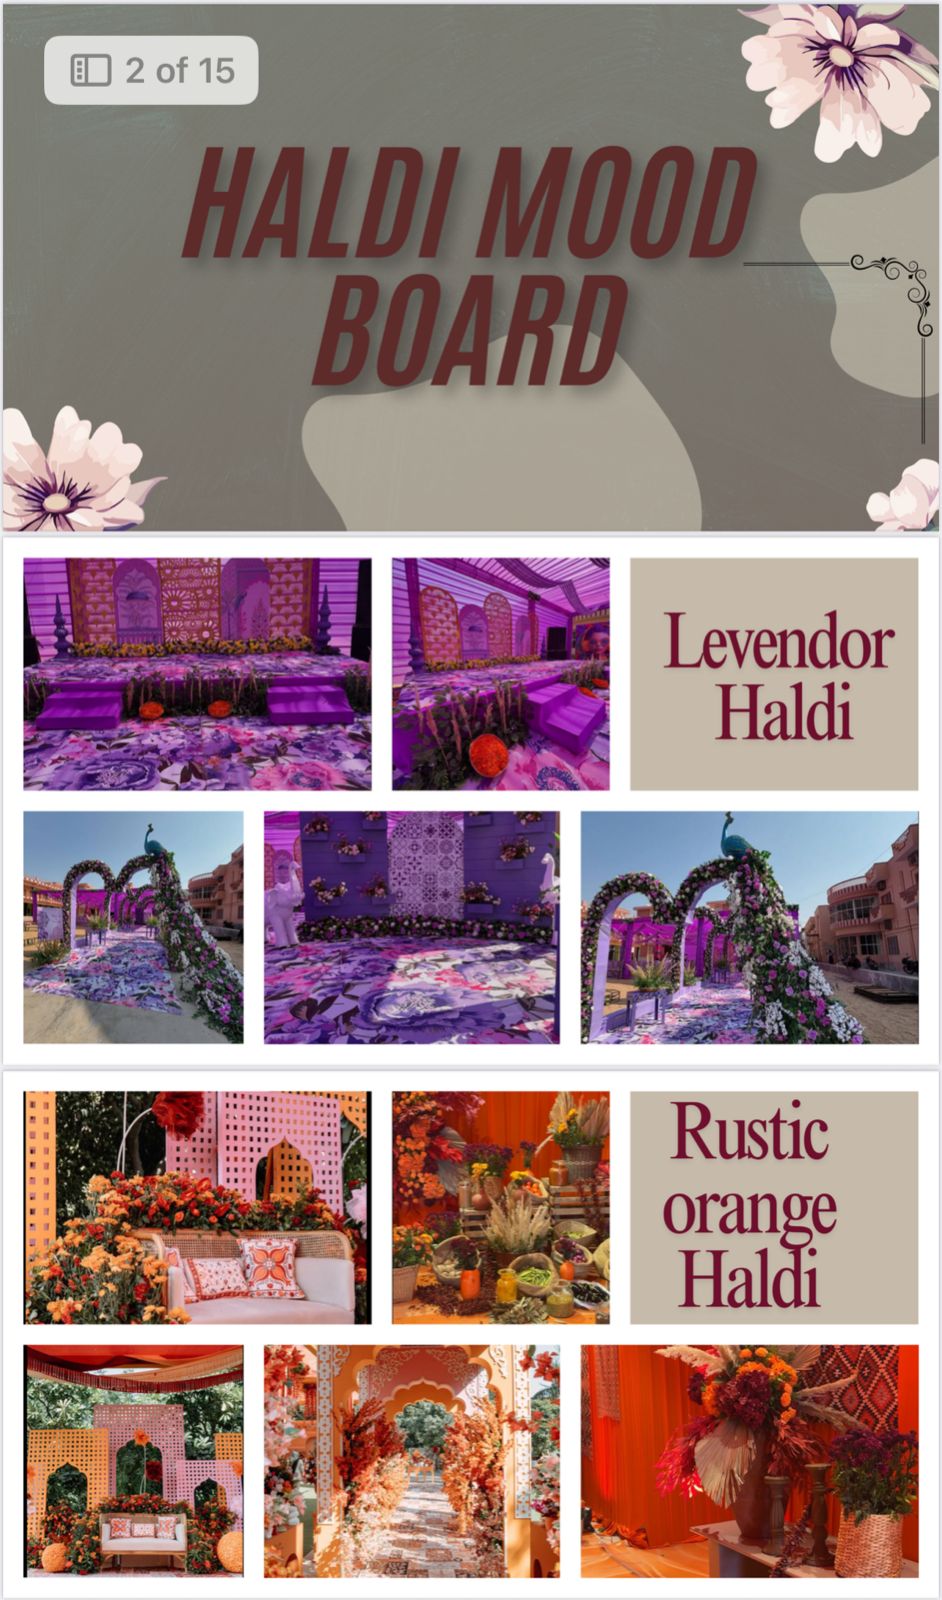 2 of 15
HALDI MOOD
BOARD
Levendor
Haldi
Rustic
orange
Haldi